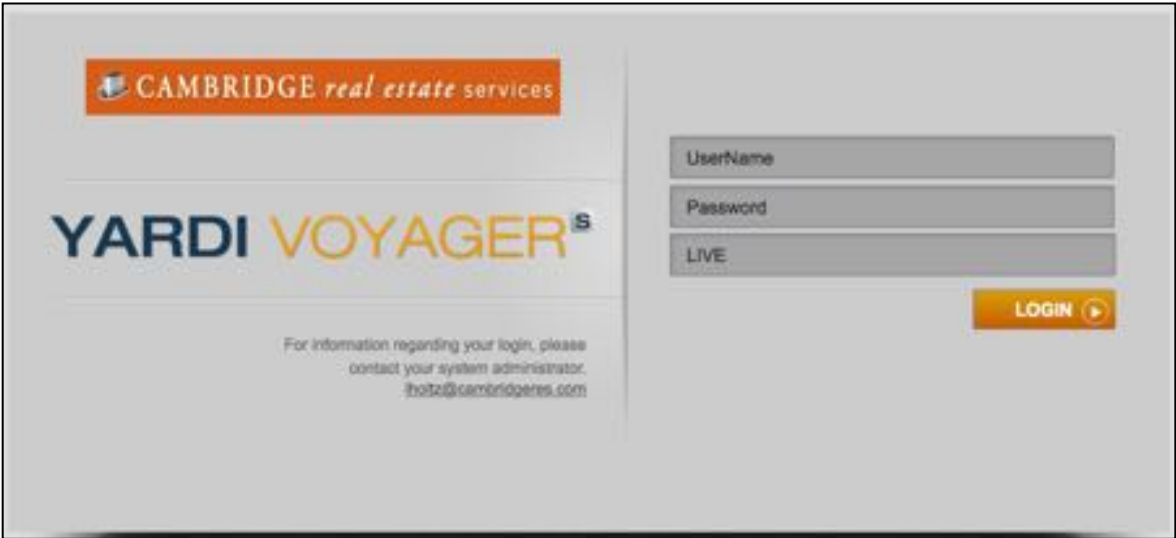 CAMBRIDGE real estate services
YARDI VOYAGER S
For information regarding your login, please
contact your system administrator.
lholtz@cambridgeres.com
UserName
Password
LIVE
LOGIN